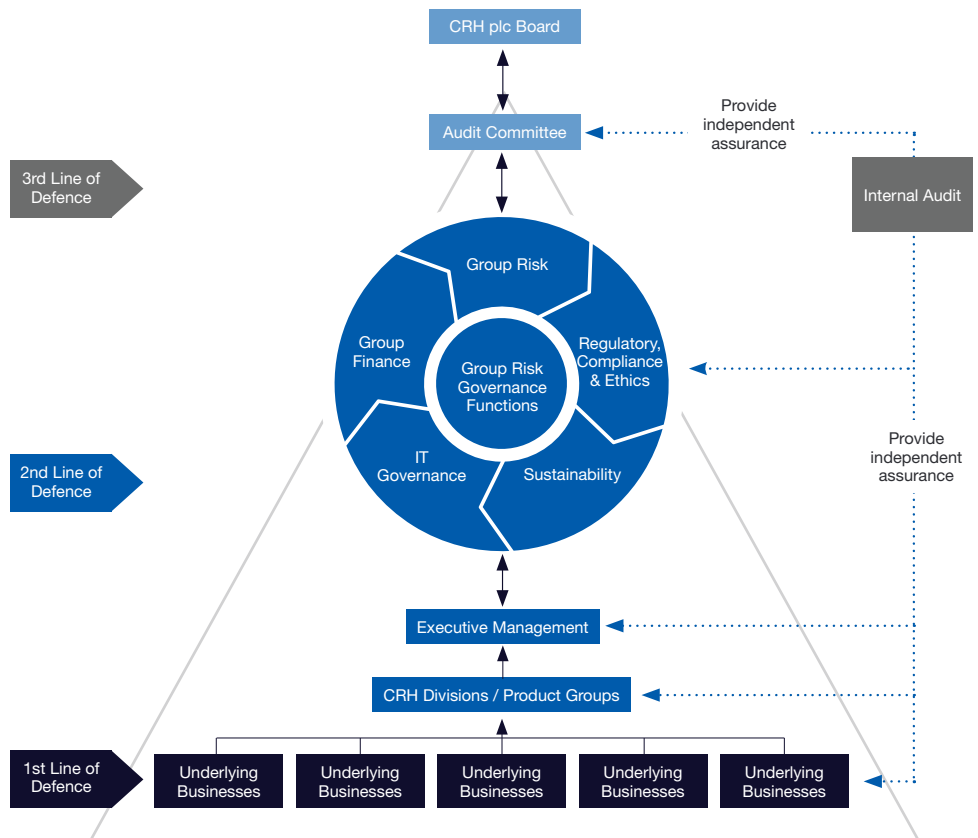 CRH plc Board
Audit Committee
Provide
independent
assurance
3rd Line of
Defence
Internal Audit
Group Risk
Group
Finance
Regulatory,
Compliance
& Ethics
Group Risk
Governance
Functions
IT
Governance
Sustainability
2nd Line of
Defence
Provide
independent
assurance
Executive Management
CRH Divisions / Product Groups
1st Line of
Defence
Underlying
Businesses
Underlying
Businesses
Underlying
Businesses
Underlying
Businesses
Underlying
Businesses